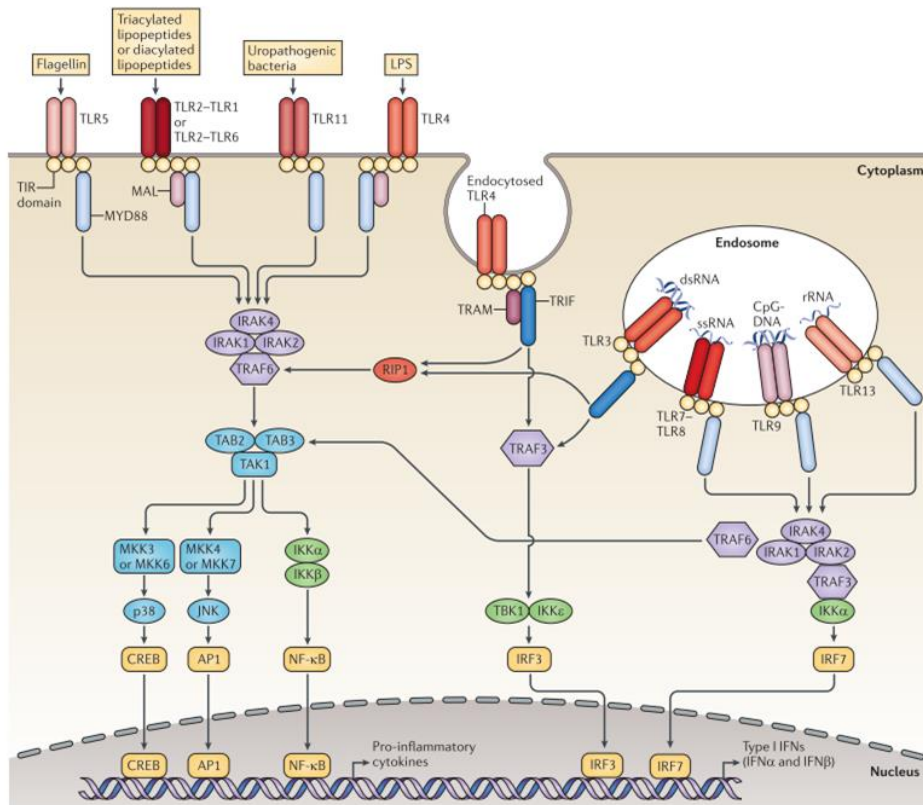 Triacylated
lipopeptides
or diacylated
lipopeptides
Flagellin
Uropathogenic
bacteria
LPS
TLR5
TLR2–TLR1
or
TLR2–TLR6
TLR11
TLR4
Cytoplasm
TIR
domain
MAL
MYD88
Endocytosed
TLR4
Endosome
dsRNA
CpG-
DNA
rRNA
ssRNA
TRAM
TRIF
TLR3
TLR7–
TLR8
TLR9
TLR13
IRAK4
IRAK1
IRAK2
TRAF6
RIP1
TRAF3
TAB2
TAB3
TAK1
TRAF6
IRAK4
IRAK1
IRAK2
TRAF3
IKKα
MKK3
or MKK6
MKK4
or MKK7
IKKα
IKKβ
p38
JNK
TBK1
IKKε
CREB
AP1
NF-κB
IRF3
IRF7
Pro-inflammatory
cytokines
Type I IFNs
(IFNα and IFNβ)
CREB
AP1
NF-κB
IRF3
IRF7
Nucleus